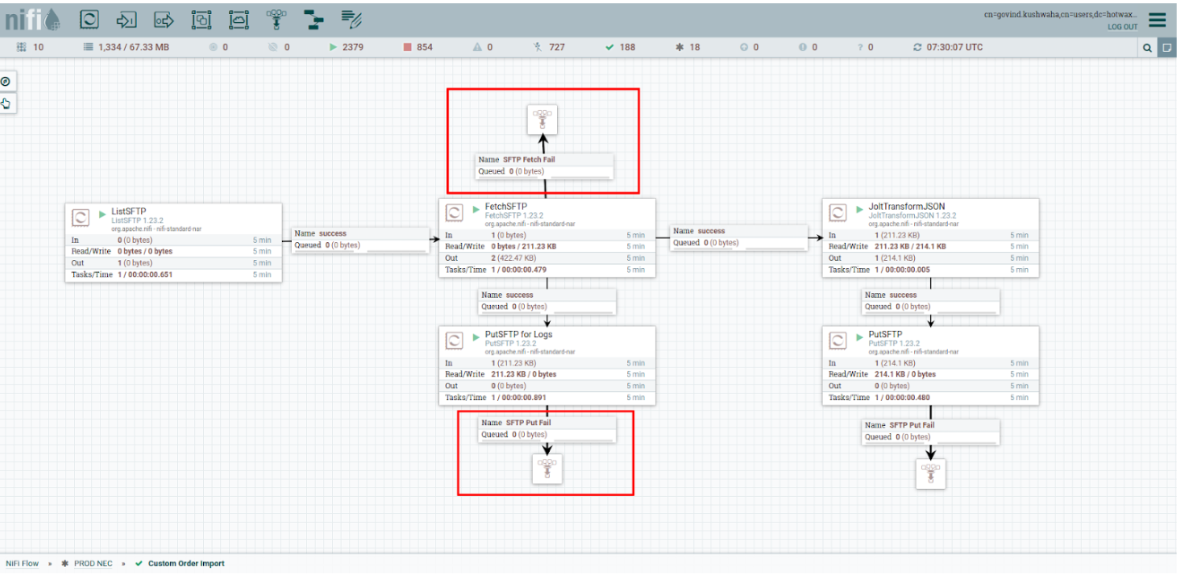 nifi
cn=govind.kushwaha,cn=users,dc=hotwax...
LOG OUT
10 1,334 / 67.33 MB 0 0 2379 854 0 727 188 18 0 0 ? 0 07:30:07 UTC
Name SFTP Fetch Fail
Queued 0 (0 bytes)
ListSFTP
ListSFTP 1.23.2
org.apache.nifi - nifi-standard-nar
In 0 (0 bytes) 5 min
Read/Write 0 bytes / 0 bytes 5 min
Out 1 (0 bytes) 5 min
Tasks/Time 1 / 00:00:00.651 5 min
Name success
Queued 0 (0 bytes)
FetchSFTP
FetchSFTP 1.23.2
org.apache.nifi - nifi-standard-nar
In 1 (0 bytes) 5 min
Read/Write 0 bytes / 211.23 KB 5 min
Out 2 (422.47 KB) 5 min
Tasks/Time 1 / 00:00:00.479 5 min
Name success
Queued 0 (0 bytes)
JoltTransformJSON
JoltTransformJSON 1.23.2
org.apache.nifi - nifi-standard-nar
In 1 (211.23 KB) 5 min
Read/Write 211.23 KB / 214.1 KB 5 min
Out 1 (214.1 KB) 5 min
Tasks/Time 1 / 00:00:00.005 5 min
Name success
Queued 0 (0 bytes)
Name success
Queued 0 (0 bytes)
PutSFTP for Logs
PutSFTP 1.23.2
org.apache.nifi - nifi-standard-nar
In 1 (211.23 KB) 5 min
Read/Write 211.23 KB / 0 bytes 5 min
Out 0 (0 bytes) 5 min
Tasks/Time 1 / 00:00:00.891 5 min
PutSFTP
PutSFTP 1.23.2
org.apache.nifi - nifi-standard-nar
In 1 (214.1 KB) 5 min
Read/Write 214.1 KB / 0 bytes 5 min
Out 0 (0 bytes) 5 min
Tasks/Time 1 / 00:00:00.480 5 min
Name SFTP Put Fail
Queued 0 (0 bytes)
Name SFTP Put Fail
Queued 0 (0 bytes)
NiFi Flow » PROD NEC » Custom Order Import